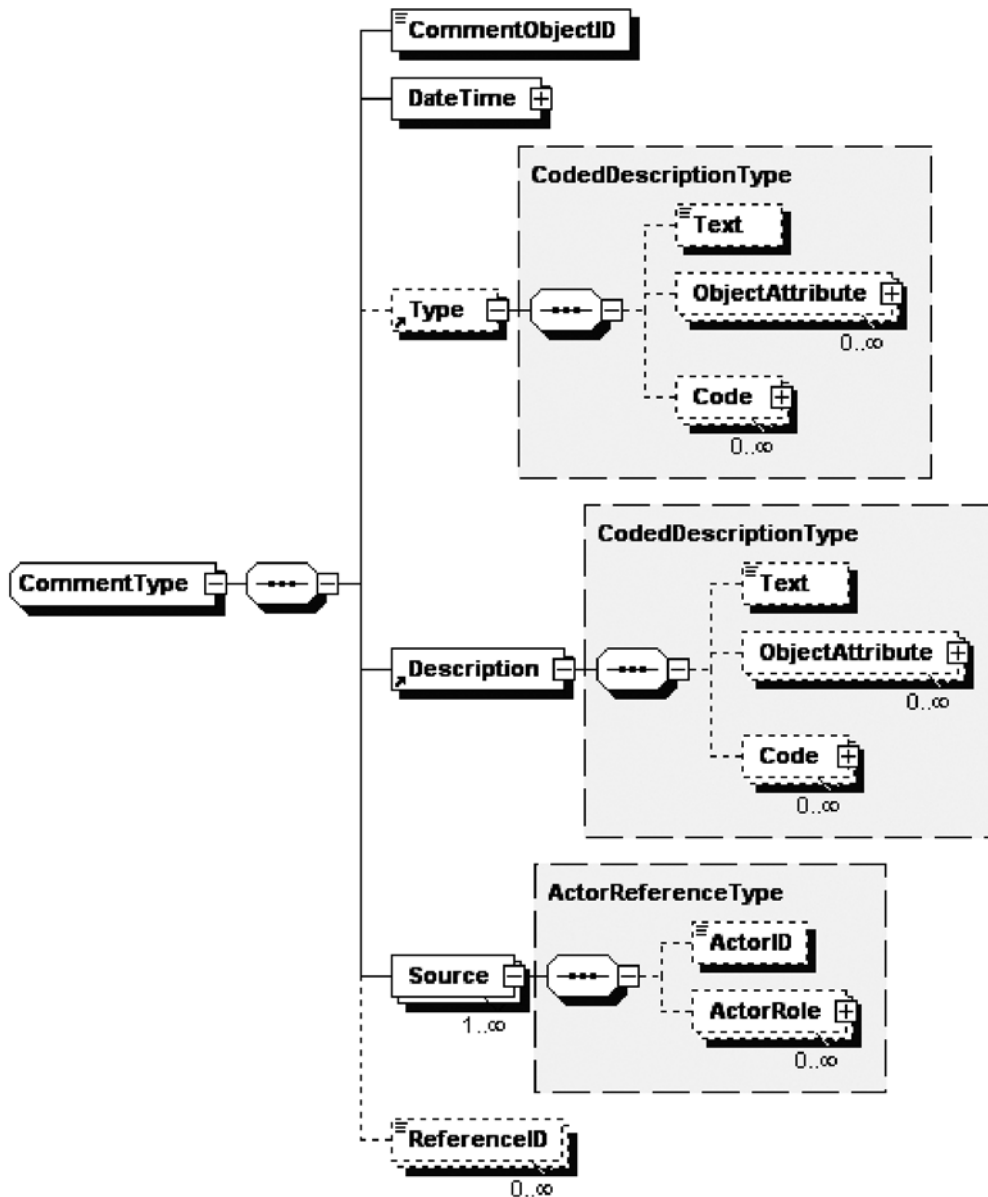 CommentObjectID
DateTime
CodedDescriptionType
Text
ObjectAttribute
0..∞
Type
Code
0..∞
CodedDescriptionType
Text
CommentType
ObjectAttribute
0..∞
Description
Code
0..∞
ActorReferenceType
ActorID
Source
1..∞
ActorRole
0..∞
ReferenceID
0..∞